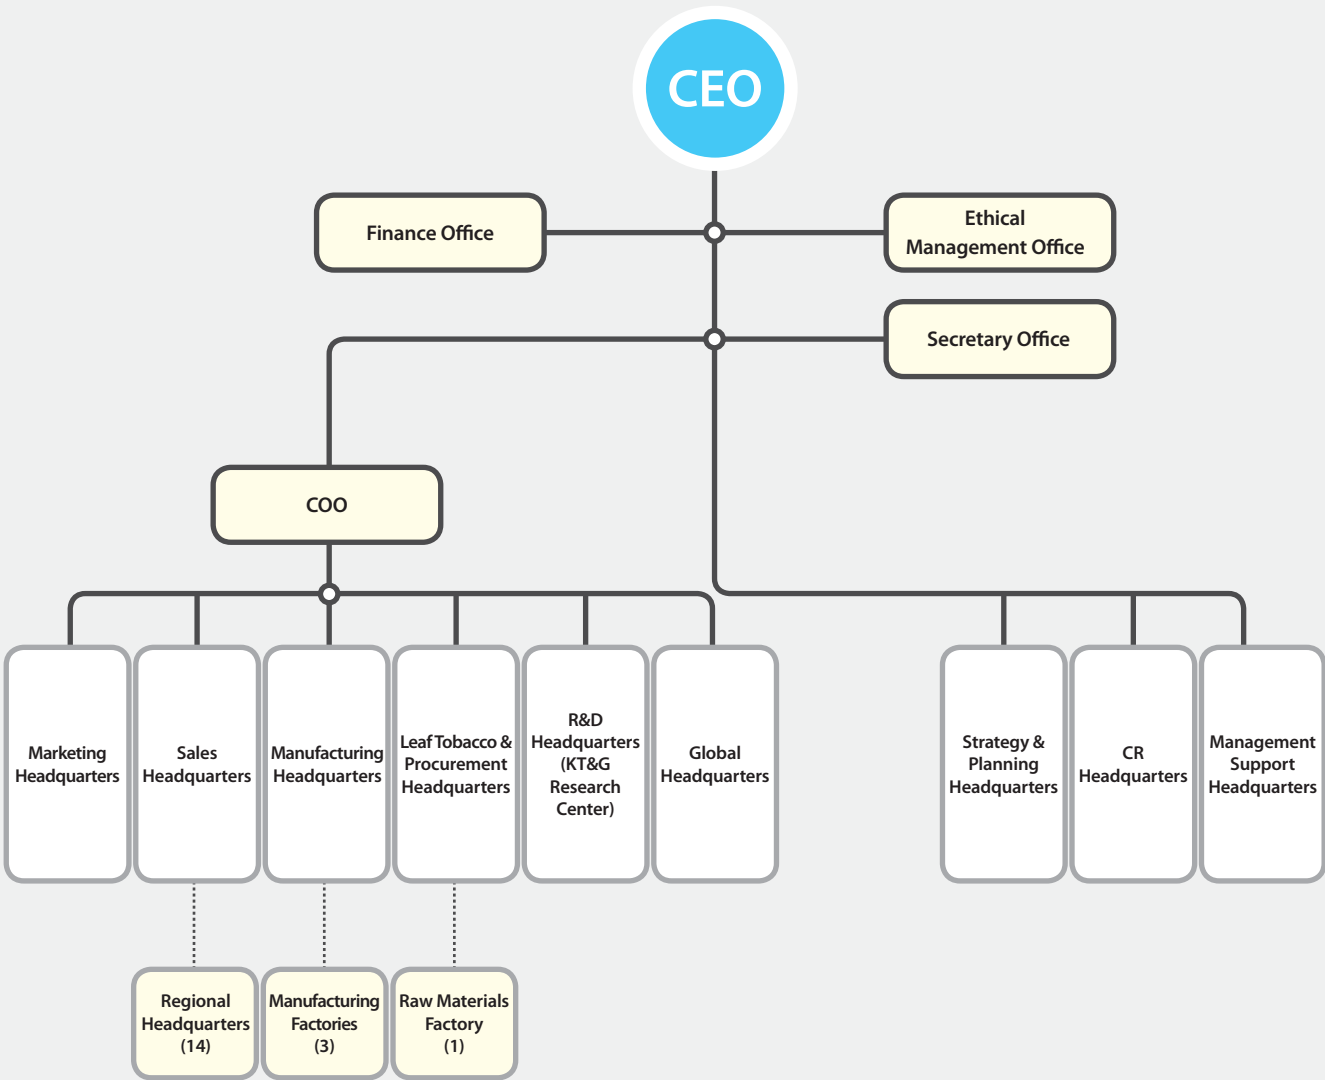 CEO
Finance Office
Ethical
Management Office
Secretary Office
COO
Marketing
Headquarters
Sales
Headquarters
Manufacturing
Headquarters
Leaf Tobacco &
Procurement
Headquarters
R&D
Headquarters
(KT&G
Research
Center)
Global
Headquarters
Strategy &
Planning
Headquarters
CR
Headquarters
Management
Support
Headquarters
Regional
Headquarters
(14)
Manufacturing
Factories
(3)
Raw Materials
Factory
(1)